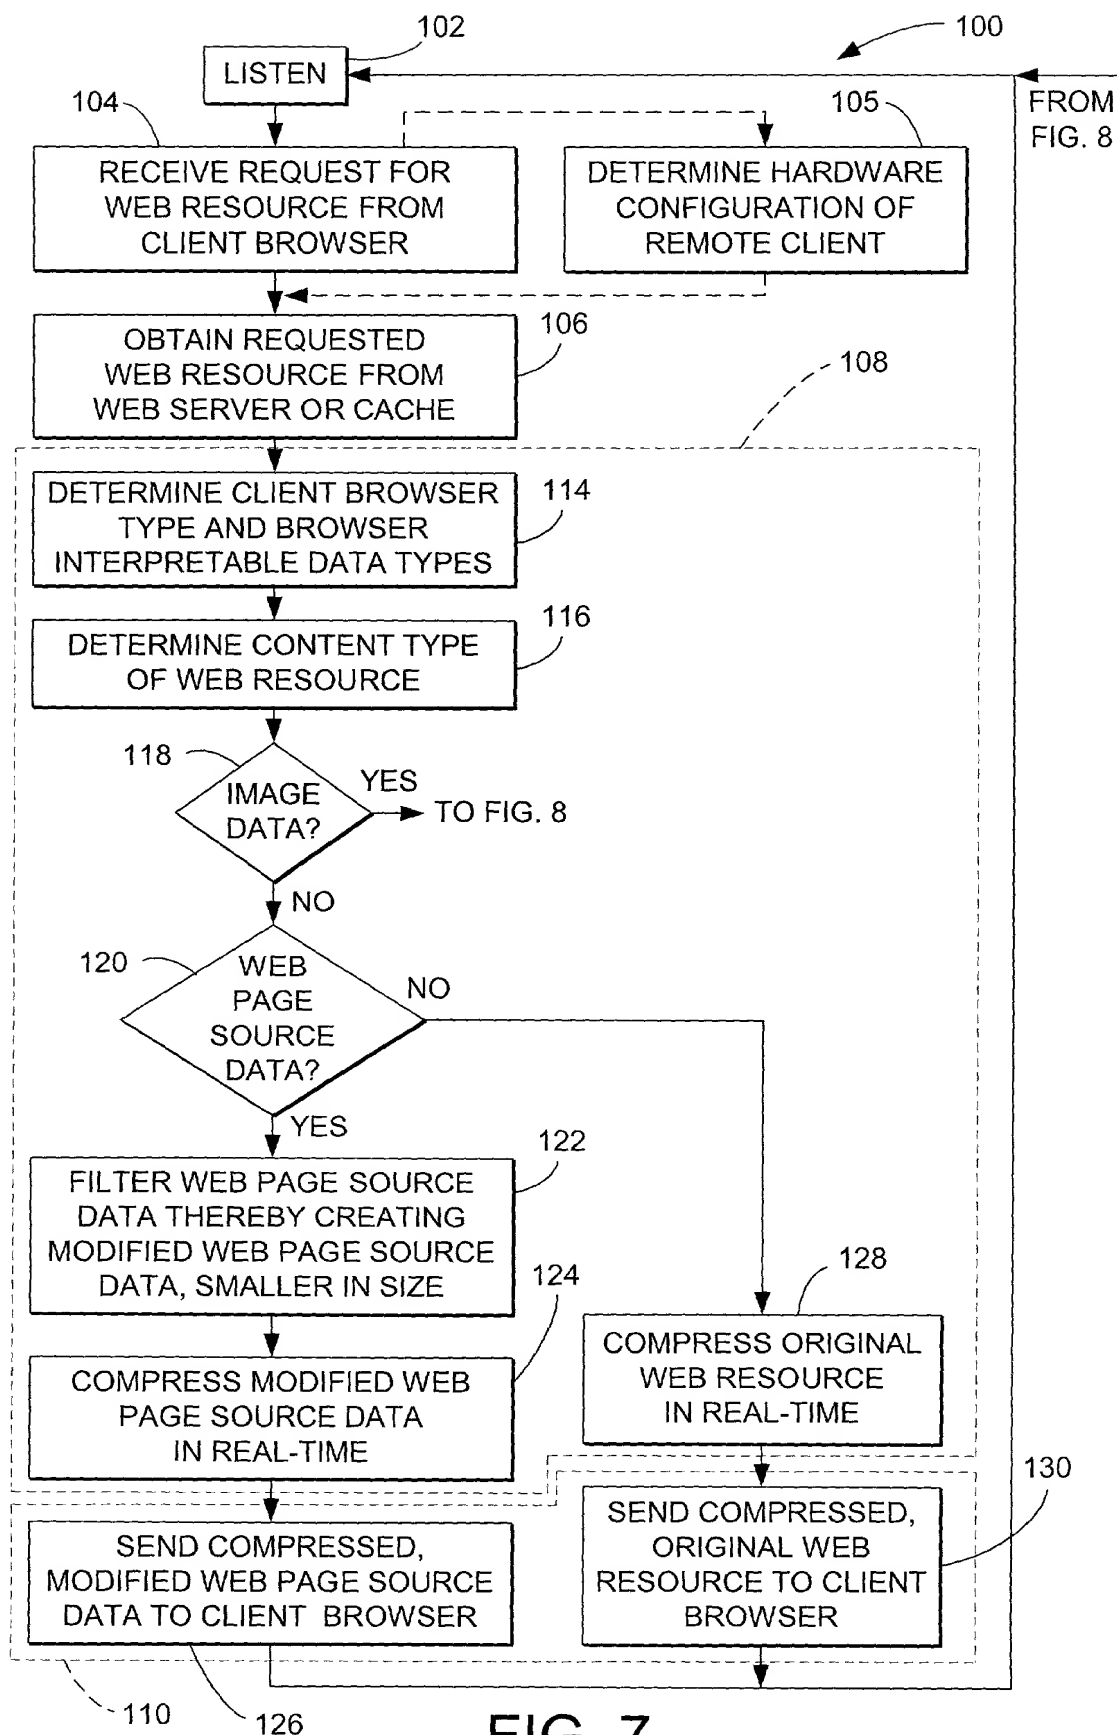 102
100
LISTEN
FROM
FIG. 8
104
105
RECEIVE REQUEST FOR
WEB RESOURCE FROM
CLIENT BROWSER
DETERMINE HARDWARE
CONFIGURATION OF
REMOTE CLIENT
106
OBTAIN REQUESTED
WEB RESOURCE FROM
WEB SERVER OR CACHE
108
DETERMINE CLIENT BROWSER
TYPE AND BROWSER
INTERPRETABLE DATA TYPES
114
116
DETERMINE CONTENT TYPE
OF WEB RESOURCE
118
IMAGE
DATA?
YES
TO FIG. 8
NO
120
WEB
PAGE
SOURCE
DATA?
NO
YES
122
FILTER WEB PAGE SOURCE
DATA THEREBY CREATING
MODIFIED WEB PAGE SOURCE
DATA, SMALLER IN SIZE
124
128
COMPRESS MODIFIED WEB
PAGE SOURCE DATA
IN REAL-TIME
COMPRESS ORIGINAL
WEB RESOURCE
IN REAL-TIME
130
SEND COMPRESSED,
MODIFIED WEB PAGE SOURCE
DATA TO CLIENT BROWSER
SEND COMPRESSED,
ORIGINAL WEB
RESOURCE TO CLIENT
BROWSER
110
126
FIG. 7